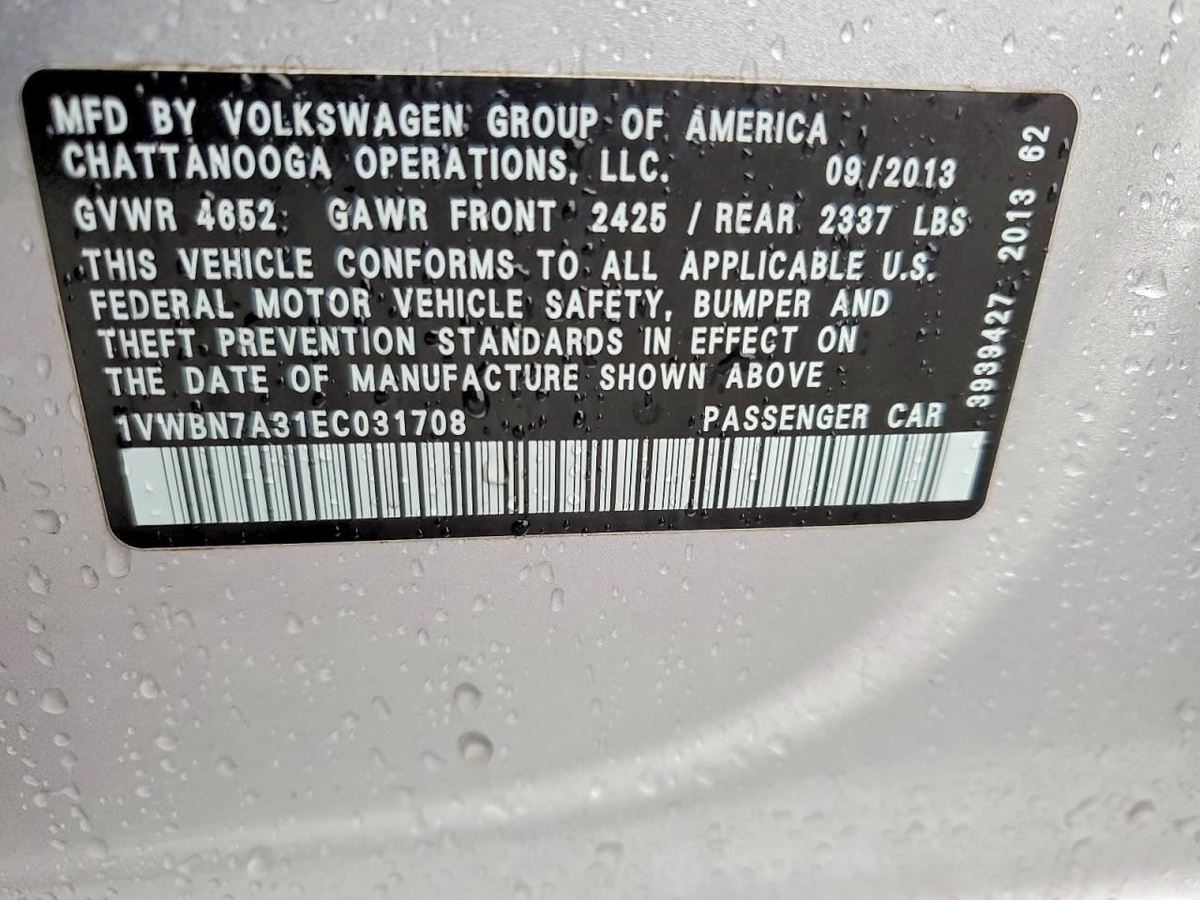 MFD BY VOLKSWAGEN GROUP OF AMERICA
CHATTANOOGA OPERATIONS, LLC. 09/2013
GVWR 4652 GAWR FRONT 2425 / REAR 2337 LBS
THIS VEHICLE CONFORMS TO ALL APPLICABLE U.S.
FEDERAL MOTOR VEHICLE SAFETY, BUMPER AND
THEFT PREVENTION STANDARDS IN EFFECT ON
THE DATE OF MANUFACTURE SHOWN ABOVE
1VWBN7A31EC031708 PASSENGER CAR
3939427 2013 62